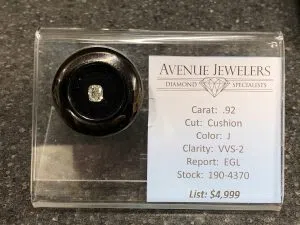 AVENUE JEWELERS
DIAMOND SPECIALISTS
Carat: .92
Cut: Cushion
Color: J
Clarity: VVS-2
Report: EGL
Stock: 190-4370
List: $4,999